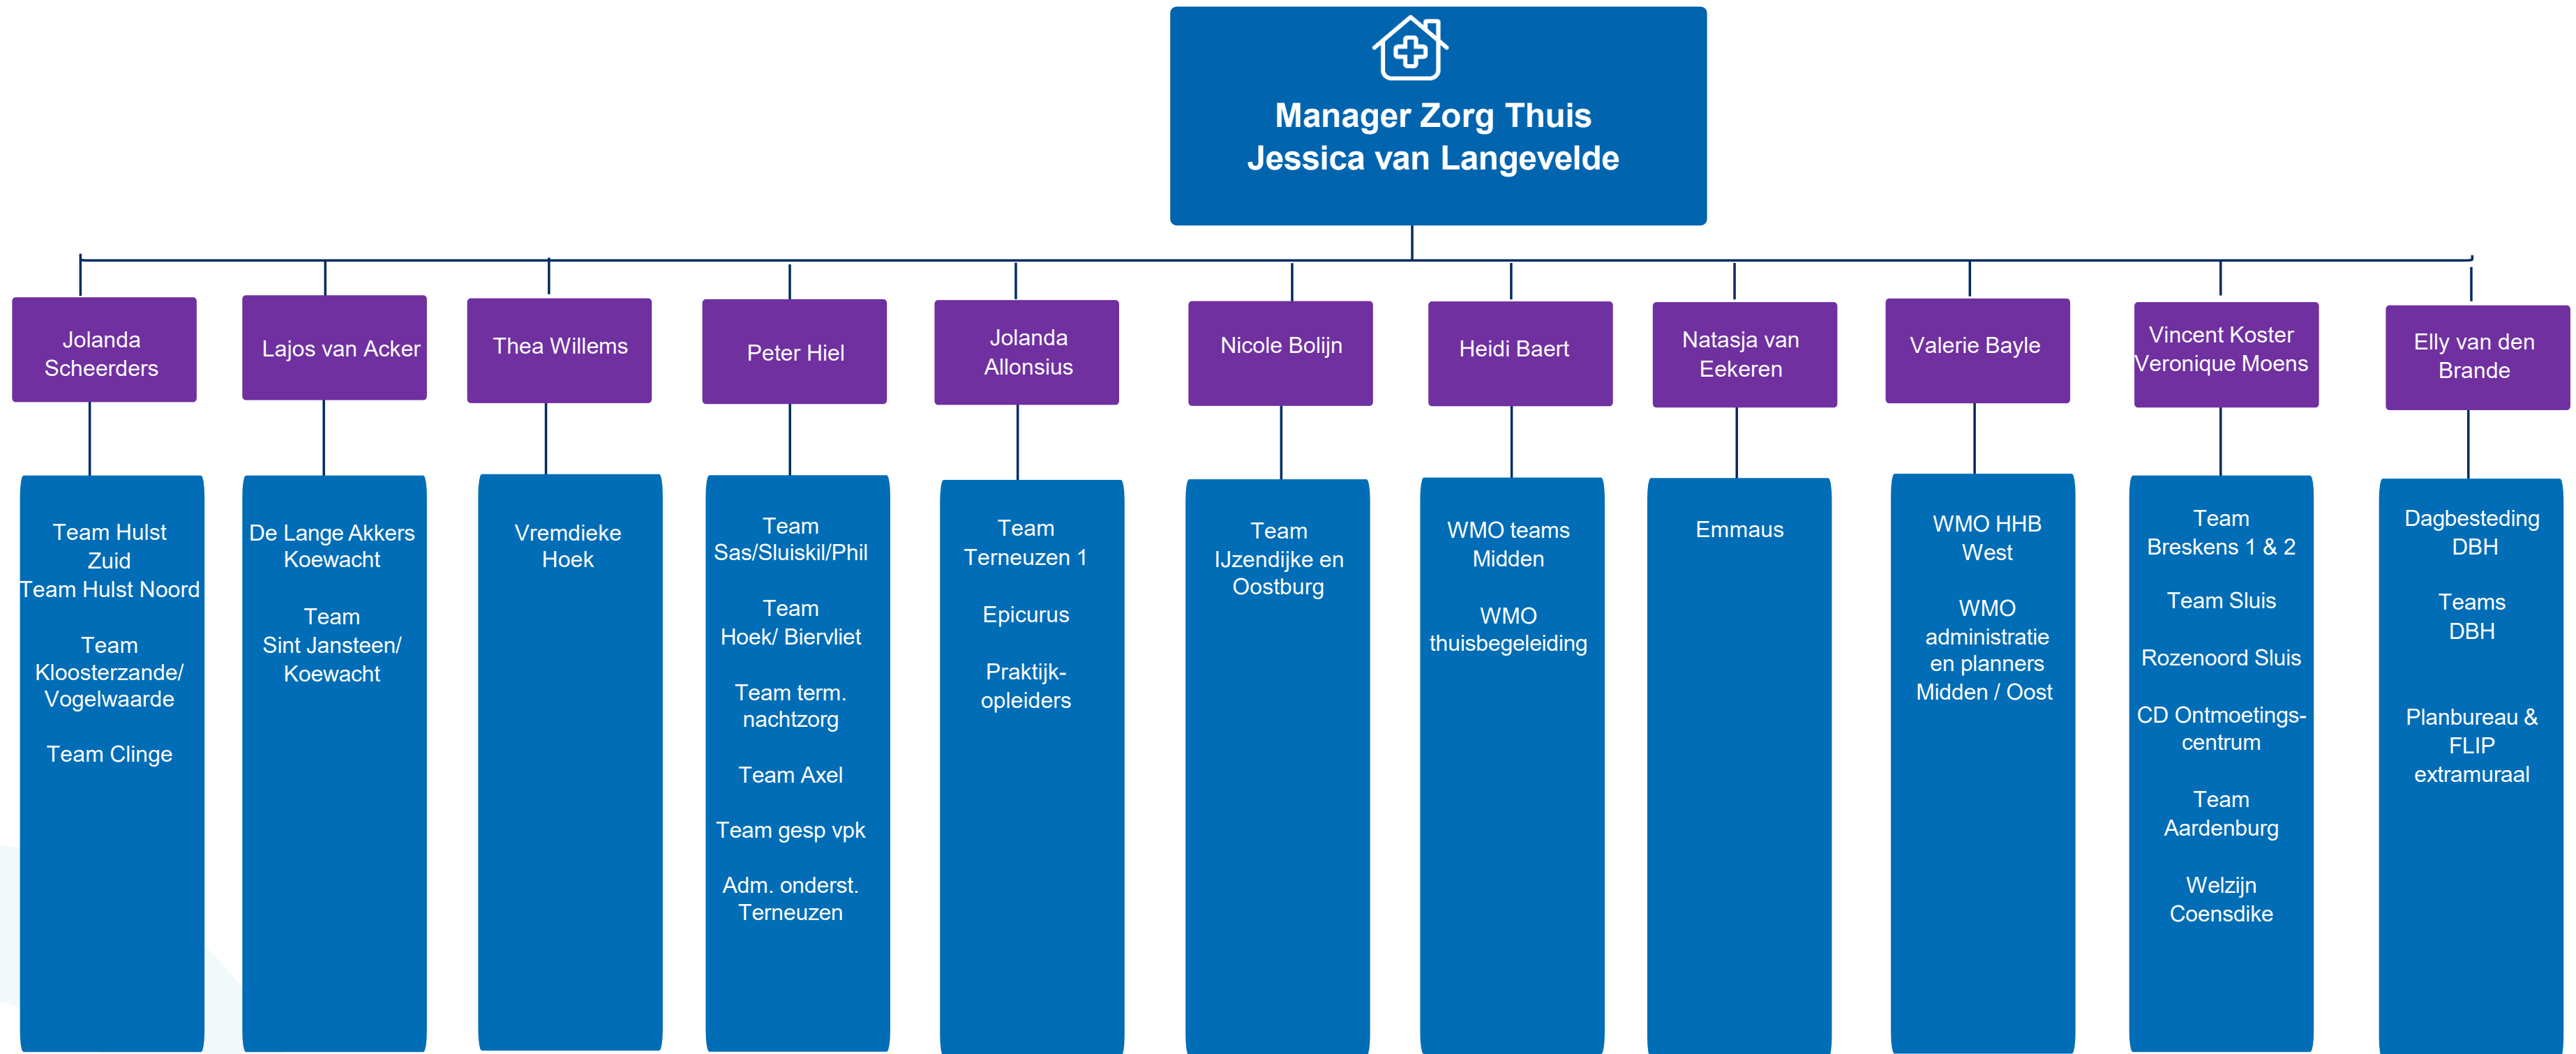 Manager Zorg Thuis
Jessica van Langevelde
Jolanda
Scheerders
Lajos van Acker
Thea Willems
Peter Hiel
Jolanda
Allonsius
Nicole Bolijn
Heidi Baert
Natasja van
Eekeren
Valerie Bayle
Vincent Koster
Veronique Moens
Elly van den
Brande
Team Hulst
Zuid
Team Hulst Noord
Team
Kloosterzande/
Vogelwaarde
Team Clinge
De Lange Akkers
Koewacht
Team
Sint Jansteen/
Koewacht
Vremdieke
Hoek
Team
Sas/Sluiskil/Phil
Team
Hoek/ Biervliet
Team term.
nachtzorg
Team Axel
Team gesp vpk
Adm. onderst.
Terneuzen
Team
Terneuzen 1
Epicurus
Praktijk-
opleiders
Team
IJzendijke en
Oostburg
WMO teams
Midden
WMO
thuisbegeleiding
Emmaus
WMO HHB
West
WMO
administratie
en planners
Midden / Oost
Team
Breskens 1 & 2
Team Sluis
Rozenoord Sluis
CD Ontmoetings-
centrum
Team
Aardenburg
Welzijn
Coensdike
Dagbesteding
DBH
Teams
DBH
Planbureau &
FLIP
extramuraal